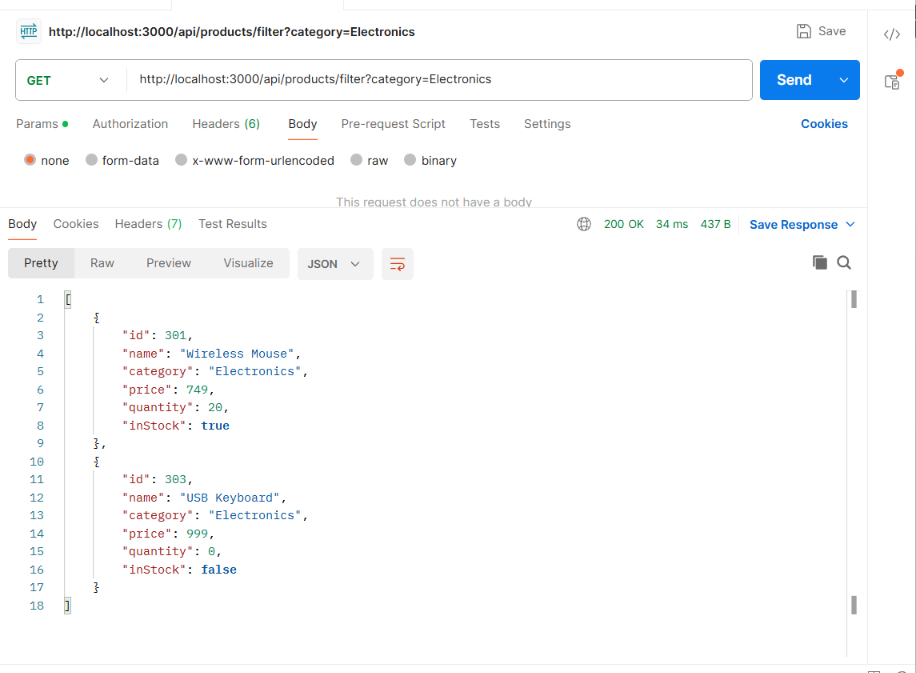 HTTP http://localhost:3000/api/products/filter?category=Electronics Save
GET http://localhost:3000/api/products/filter?category=Electronics Send
Params Authorization Headers (6) Body Pre-request Script Tests Settings Cookies
none form-data x-www-form-urlencoded raw binary
This request does not have a body
Body Cookies Headers (7) Test Results 200 OK 34 ms 437 B Save Response
Pretty Raw Preview Visualize JSON
1 [
2 {
3 "id": 301,
4 "name": "Wireless Mouse",
5 "category": "Electronics",
6 "price": 749,
7 "quantity": 20,
8 "inStock": true
9 },
10 {
11 "id": 303,
12 "name": "USB Keyboard",
13 "category": "Electronics",
14 "price": 999,
15 "quantity": 0,
16 "inStock": false
17 }
18 ]